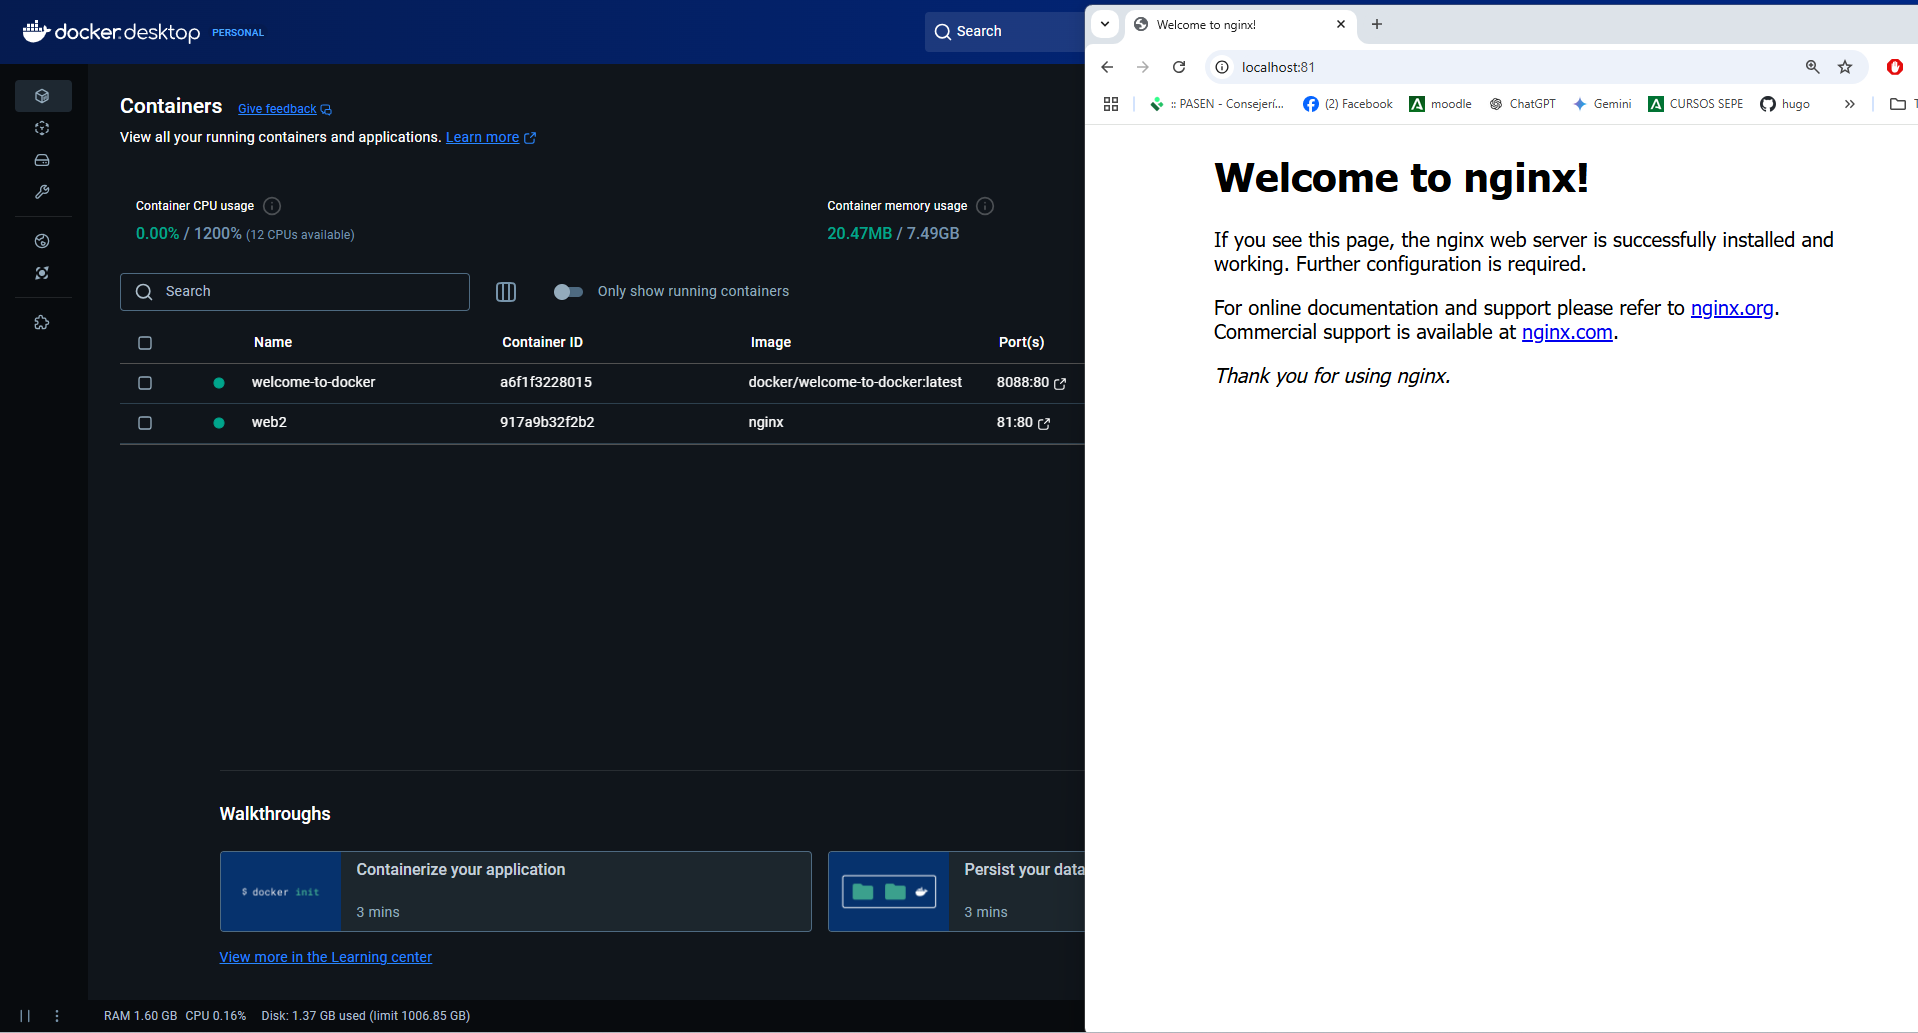 docker.desktop PERSONAL
Search
Containers Give feedback
View all your running containers and applications. Learn more
Container CPU usage
0.00% / 1200% (12 CPUs available)
Container memory usage
20.47MB / 7.49GB
Search
Only show running containers
Name Container ID Image Port(s)
welcome-to-docker a6f1f3228015 docker/welcome-to-docker:latest 8088:80
web2 917a9b32f2b2 nginx 81:80
Walkthroughs
$ docker init
Containerize your application
3 mins
Persist your data
3 mins
View more in the Learning center
RAM 1.60 GB CPU 0.16% Disk: 1.37 GB used (limit 1006.85 GB)
Welcome to nginx!
localhost:81
:: PASEN - Consejerí... (2) Facebook moodle ChatGPT Gemini CURSOS SEPE hugo » T
Welcome to nginx!
If you see this page, the nginx web server is successfully installed and
working. Further configuration is required.
For online documentation and support please refer to nginx.org.
Commercial support is available at nginx.com.
Thank you for using nginx.